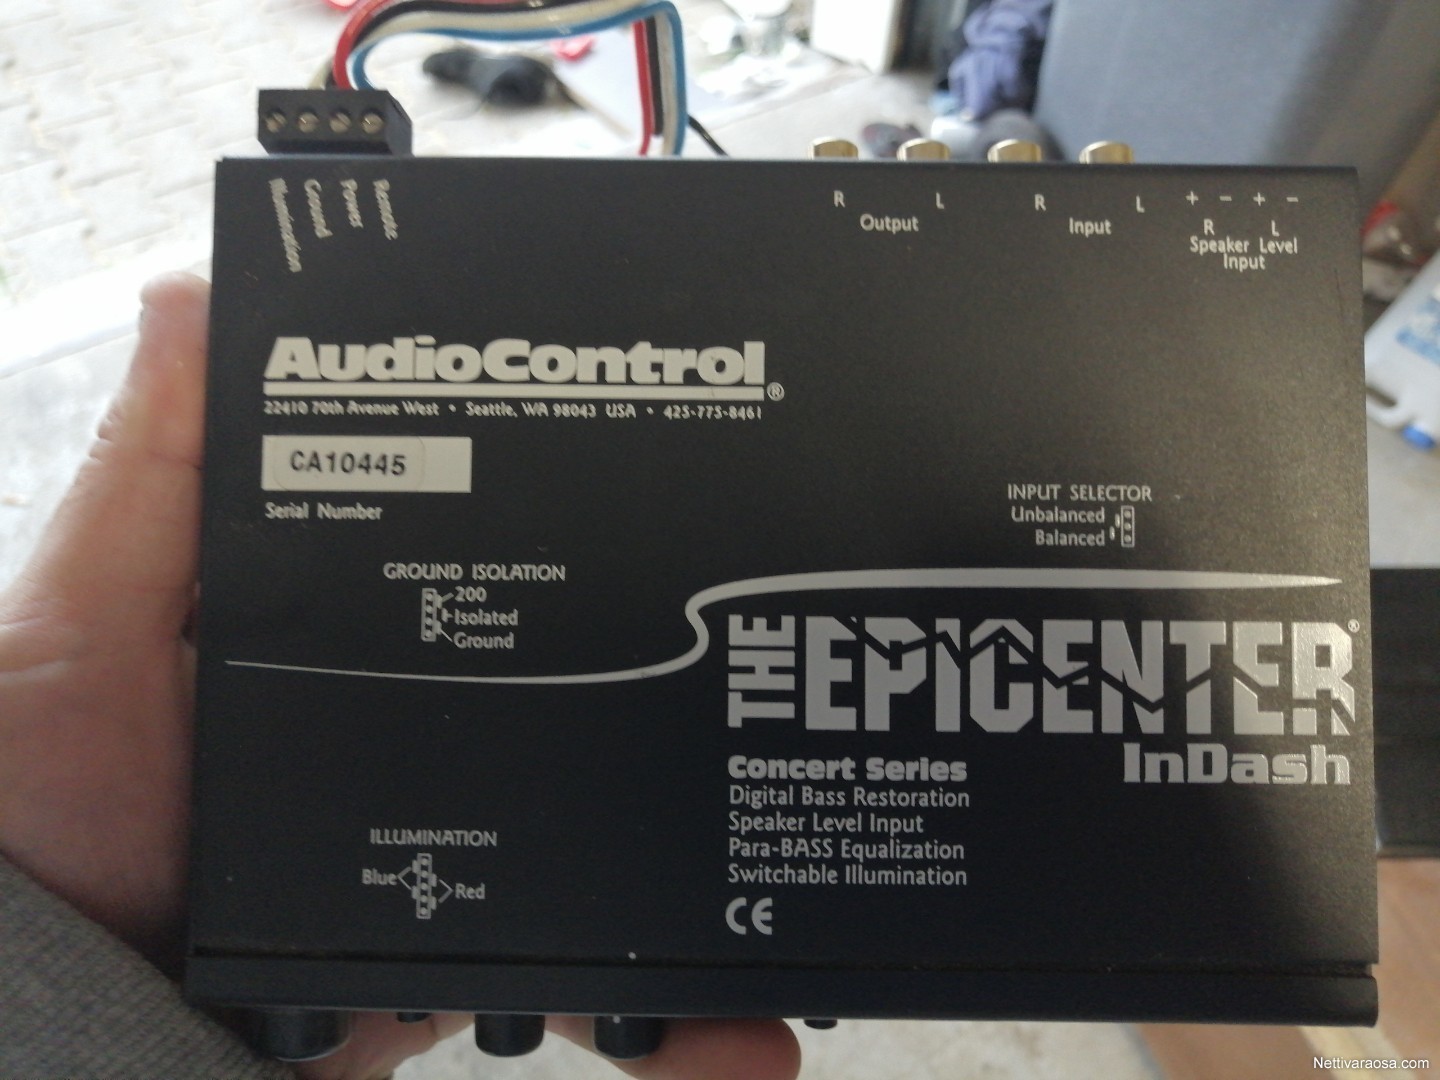 Illumination
Ground
Power
Remote
R L
Output
R L
Input
+ − + −
R L
Speaker Level
Input
AudioControl®
22410 70th Avenue West • Seattle, WA 98043 USA • 425-775-8461
CA10445
Serial Number
INPUT SELECTOR
Unbalanced
Balanced
GROUND ISOLATION
200
Isolated
Ground
THE EPICENTER®
InDash
Concert Series
Digital Bass Restoration
Speaker Level Input
Para-BASS Equalization
Switchable Illumination
CE
ILLUMINATION
Blue Red
Nettivaraosa.com